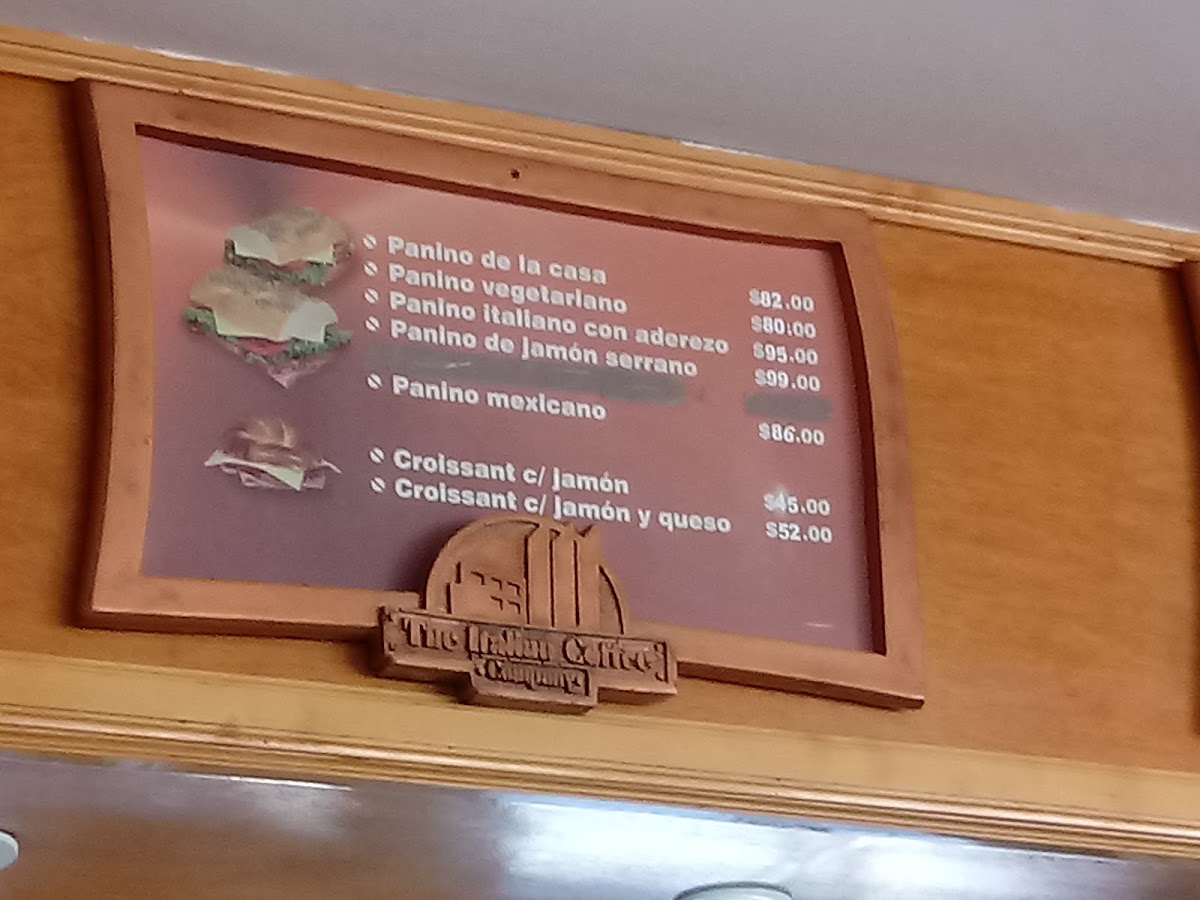 Panino de la casa $82.00
Panino vegetariano $80.00
Panino italiano con aderezo $95.00
Panino de jamón serrano $99.00
Panino mexicano $86.00
Croissant c/ jamón $45.00
Croissant c/ jamón y queso $52.00
The Italian Coffee
Company